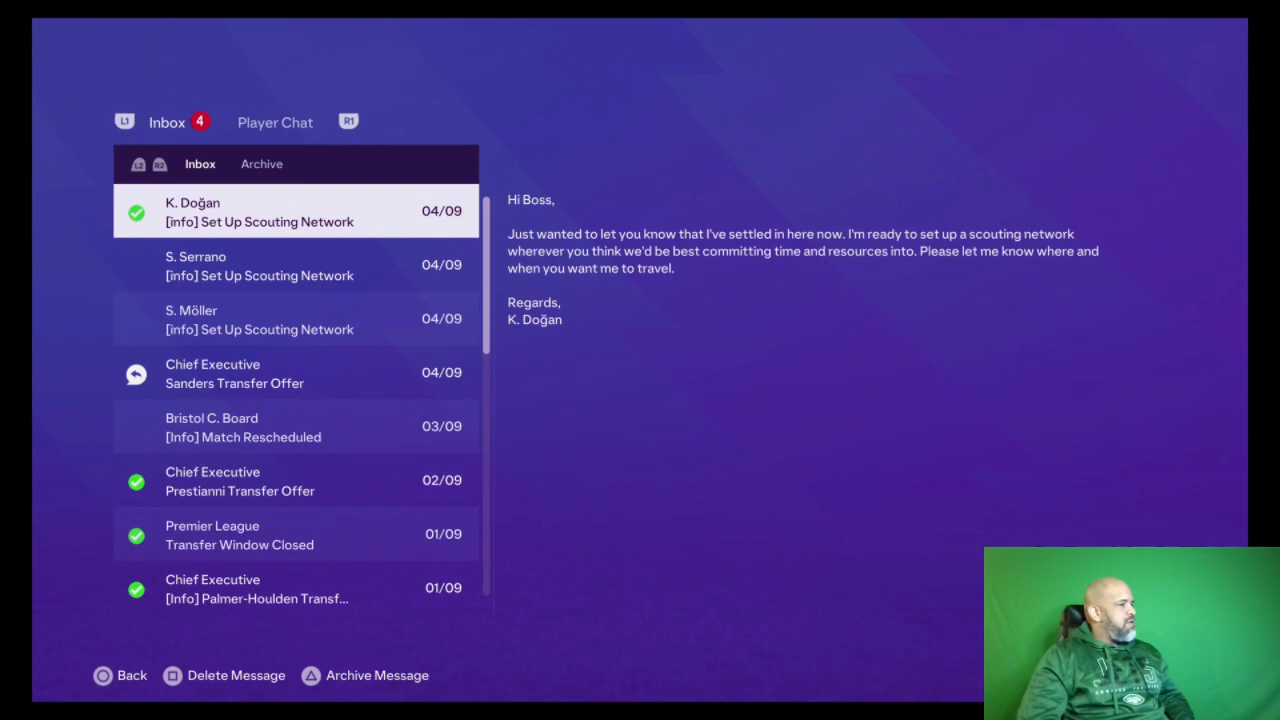 L1 Inbox 4 Player Chat R1
L2 R2 Inbox Archive
K. Doğan
[info] Set Up Scouting Network
04/09
S. Serrano
[info] Set Up Scouting Network
04/09
S. Möller
[info] Set Up Scouting Network
04/09
Chief Executive
Sanders Transfer Offer
04/09
Bristol C. Board
[Info] Match Rescheduled
03/09
Chief Executive
Prestianni Transfer Offer
02/09
Premier League
Transfer Window Closed
01/09
Chief Executive
[Info] Palmer-Houlden Transf...
01/09
Hi Boss,
Just wanted to let you know that I've settled in here now. I'm ready to set up a scouting network
wherever you think we'd be best committing time and resources into. Please let me know where and
when you want me to travel.
Regards,
K. Doğan
Back Delete Message Archive Message